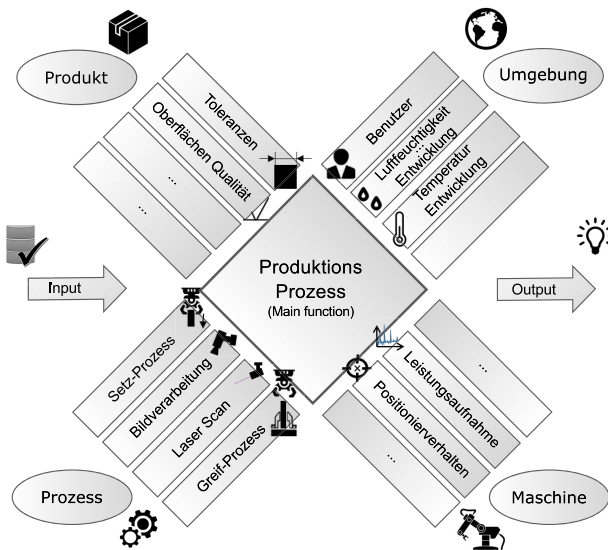 Produkt
Umgebung
Toleranzen
Oberflächen Qualität
...
...
Benutzer
Luftfeuchtigkeit
...
Entwicklung
Temperatur
Entwicklung
Input
Produktions
Prozess
(Main function)
Output
Setz-Prozess
Bildverarbeitung
Laser Scan
Greif-Prozess
...
Leistungsaufnahme
Positionierverhalten
...
Prozess
Maschine